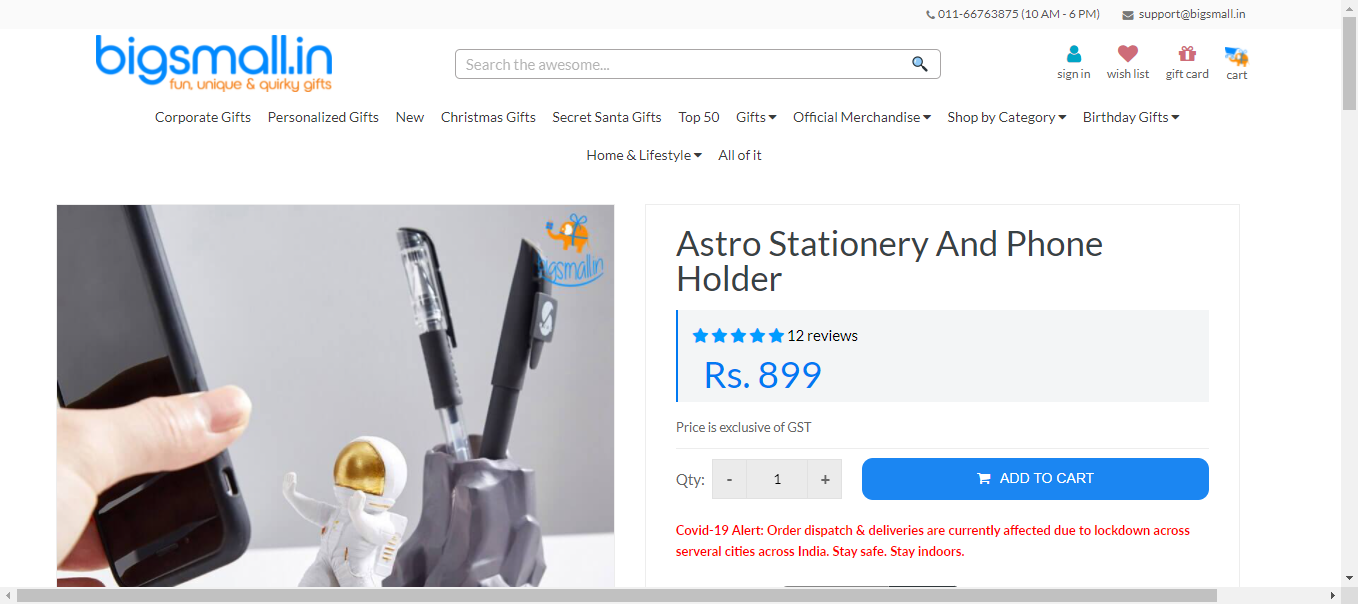 011-66763875 (10 AM - 6 PM) support@bigsmall.in
bigsmall.in
fun, unique & quirky gifts
Search the awesome...
sign in wish list gift card cart
Corporate Gifts Personalized Gifts New Christmas Gifts Secret Santa Gifts Top 50 Gifts Official Merchandise Shop by Category Birthday Gifts
Home & Lifestyle All of it
bigsmall.in
Astro Stationery And Phone
Holder
12 reviews
Rs. 899
Price is exclusive of GST
Qty: - 1 + ADD TO CART
Covid-19 Alert: Order dispatch & deliveries are currently affected due to lockdown across
serveral cities across India. Stay safe. Stay indoors.